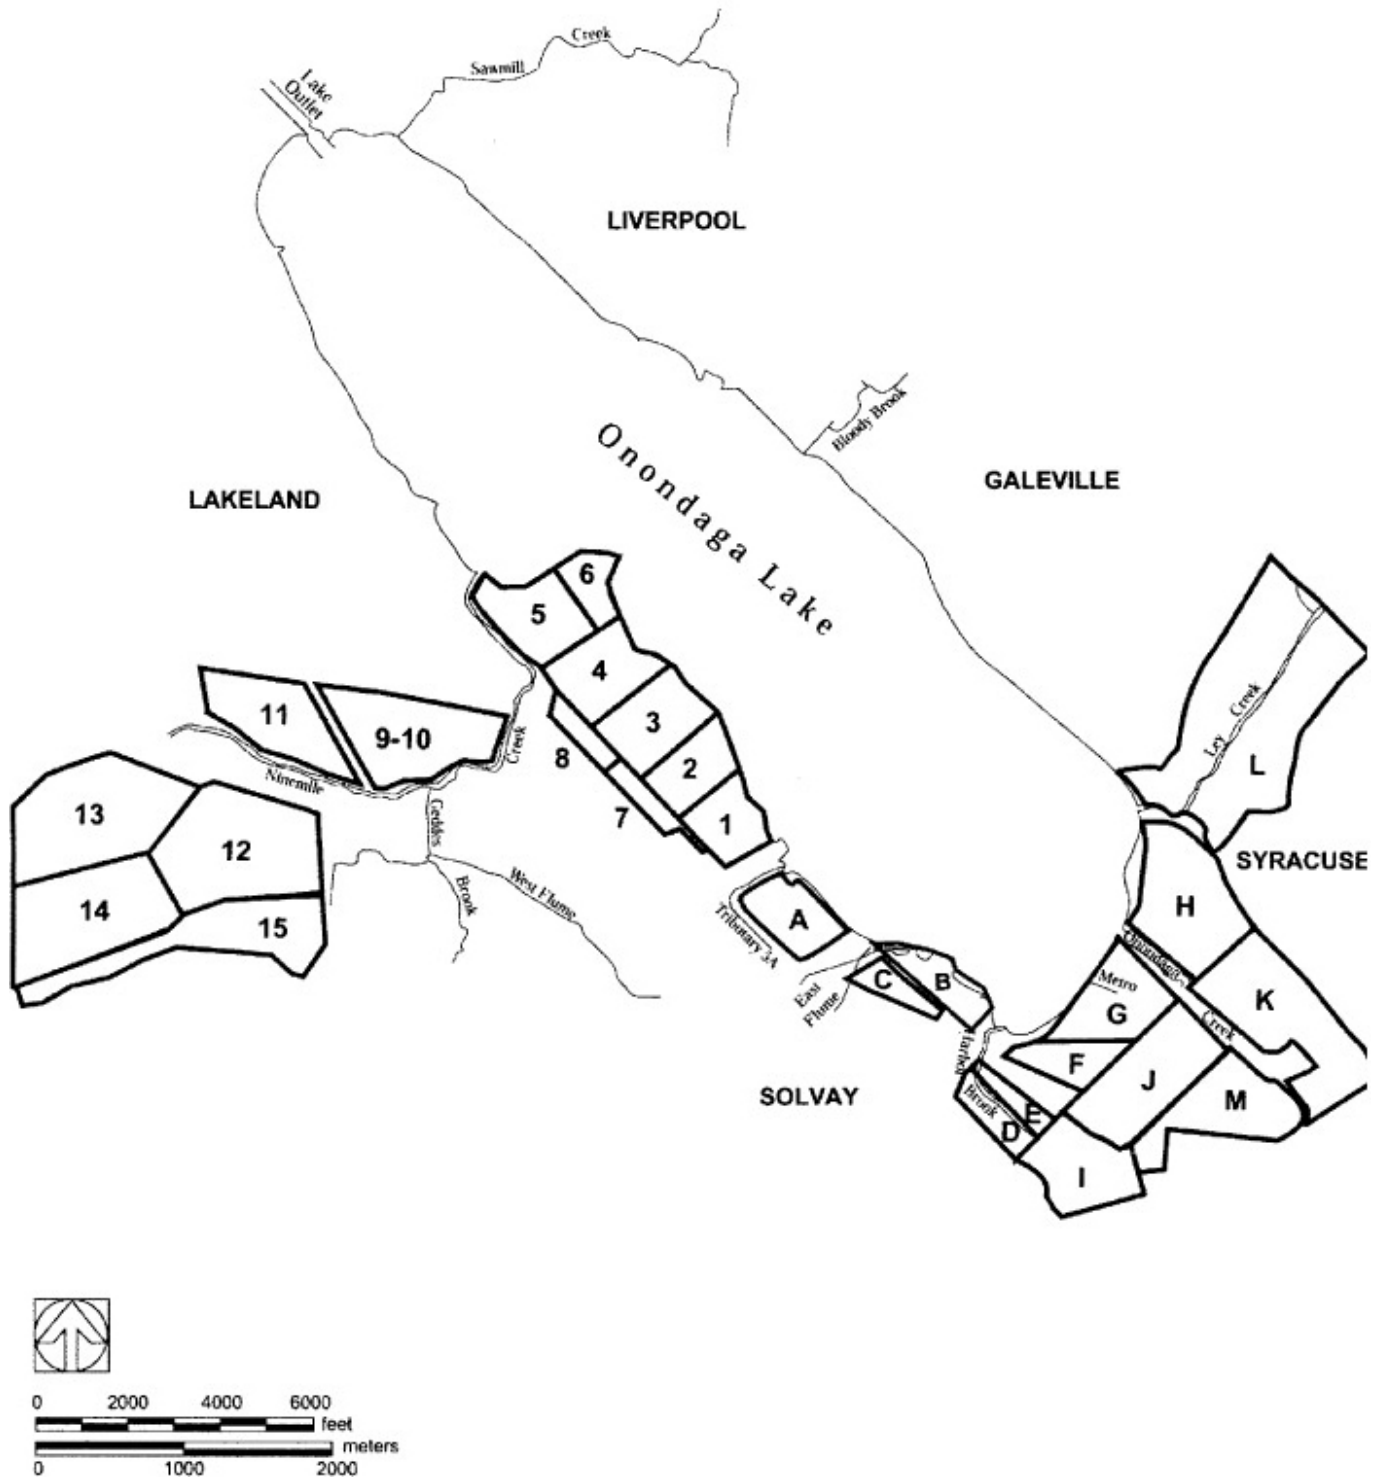 Creek
Sawmill
Lake
Outlet
LIVERPOOL
Bloody Brook
Onondaga Lake
GALEVILLE
LAKELAND
6
5
4
3
2
1
8
7
11
9-10
Creek
Ninemile
Geddes
Brook
West Flume
13
12
14
15
Ley
Creek
L
SYRACUSE
H
K
A
Tributary 3A
East
Flume
C
B
Onondaga
Creek
Metro
G
F
J
M
Harbor
Brook
E
D
I
SOLVAY
0 2000 4000 6000
feet
meters
0 1000 2000